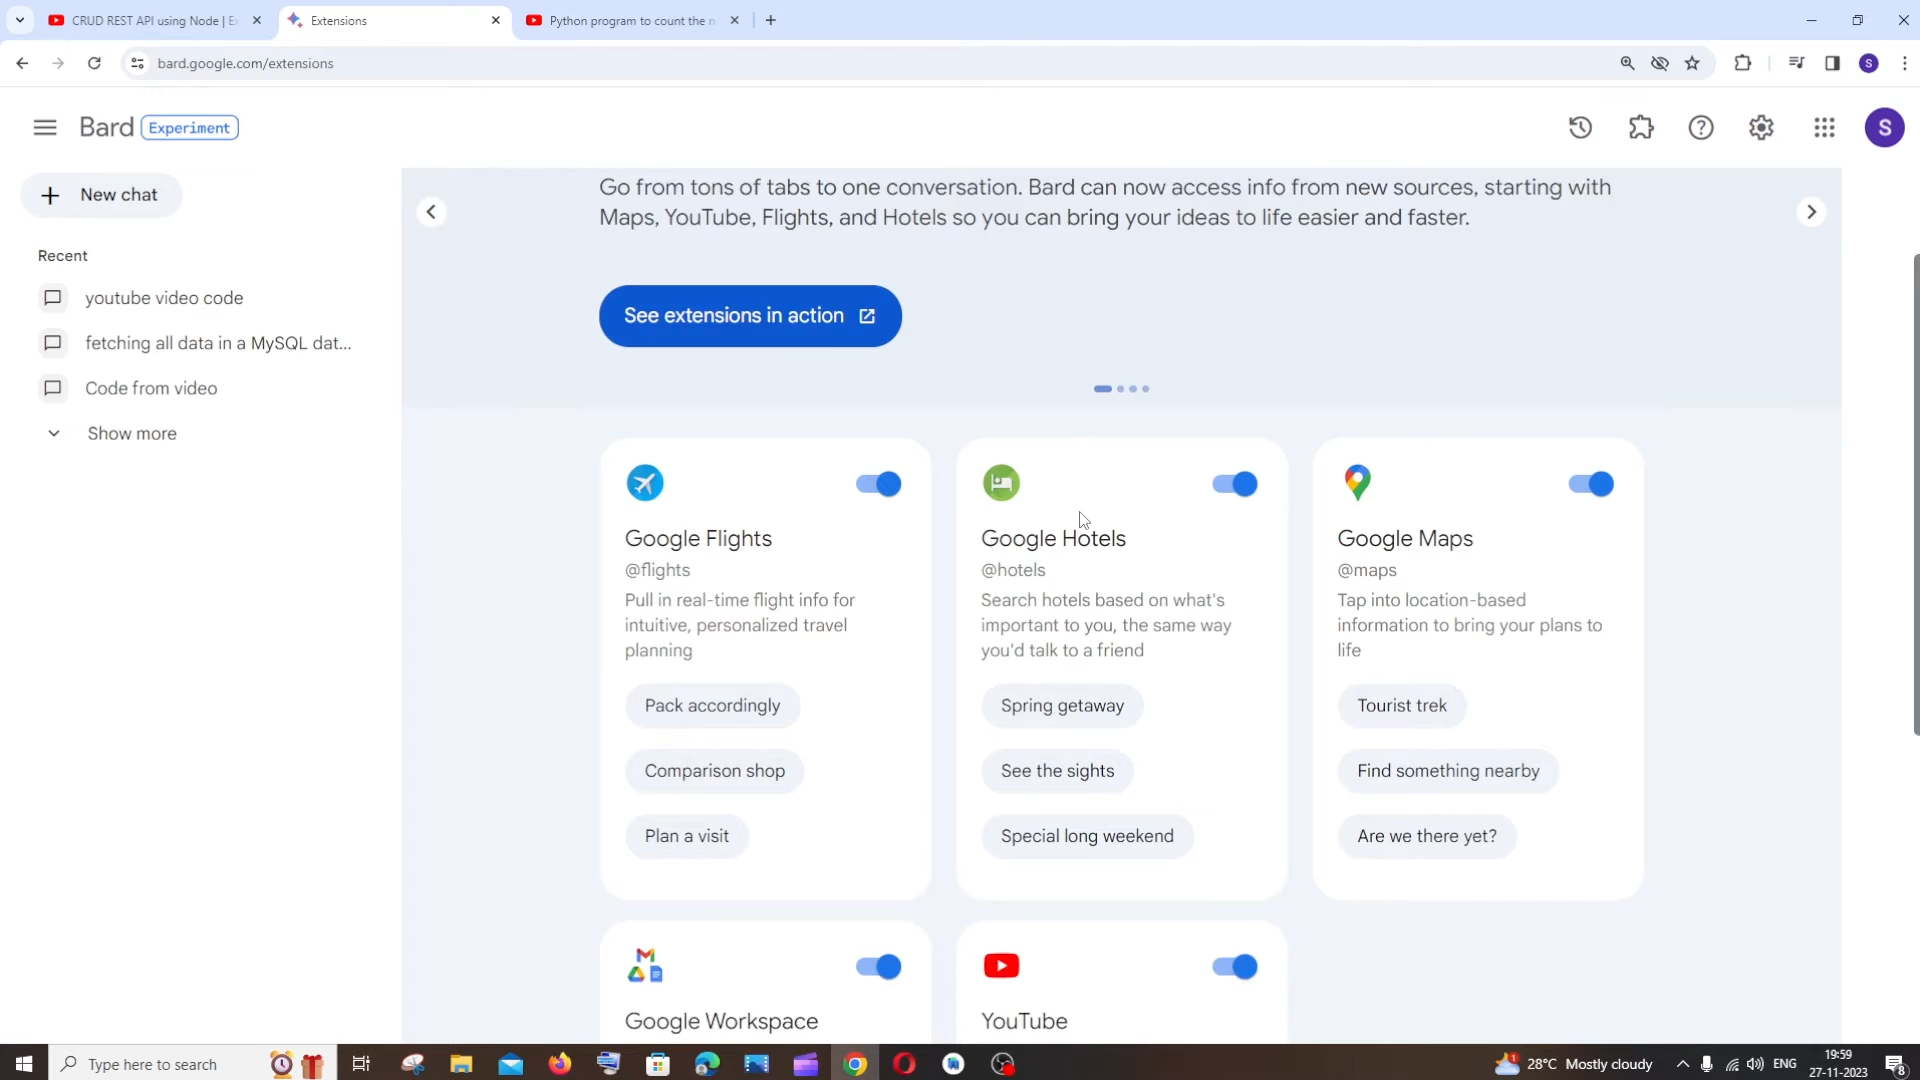 CRUD REST API using Node | E
Extensions
Python program to count the n
bard.google.com/extensions
S
Bard Experiment
S
New chat
Recent
youtube video code
fetching all data in a MySQL dat...
Code from video
Show more
Go from tons of tabs to one conversation. Bard can now access info from new sources, starting with
Maps, YouTube, Flights, and Hotels so you can bring your ideas to life easier and faster.
See extensions in action
Google Flights
@flights
Pull in real-time flight info for
intuitive, personalized travel
planning
Pack accordingly
Comparison shop
Plan a visit
Google Hotels
@hotels
Search hotels based on what's
important to you, the same way
you'd talk to a friend
Spring getaway
See the sights
Special long weekend
Google Maps
@maps
Tap into location-based
information to bring your plans to
life
Tourist trek
Find something nearby
Are we there yet?
Google Workspace
YouTube
Type here to search
1
28°C Mostly cloudy
ENG
19:59
27-11-2023
8